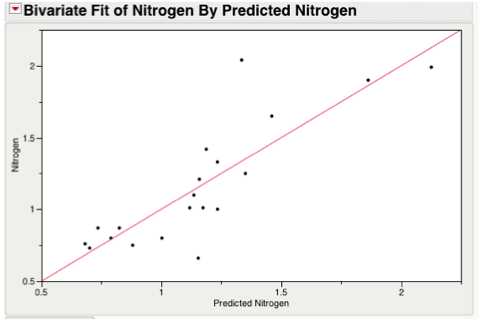 Bivariate Fit of Nitrogen By Predicted Nitrogen
2
1.5
1
0.5
Nitrogen
0.5 1 1.5 2
Predicted Nitrogen